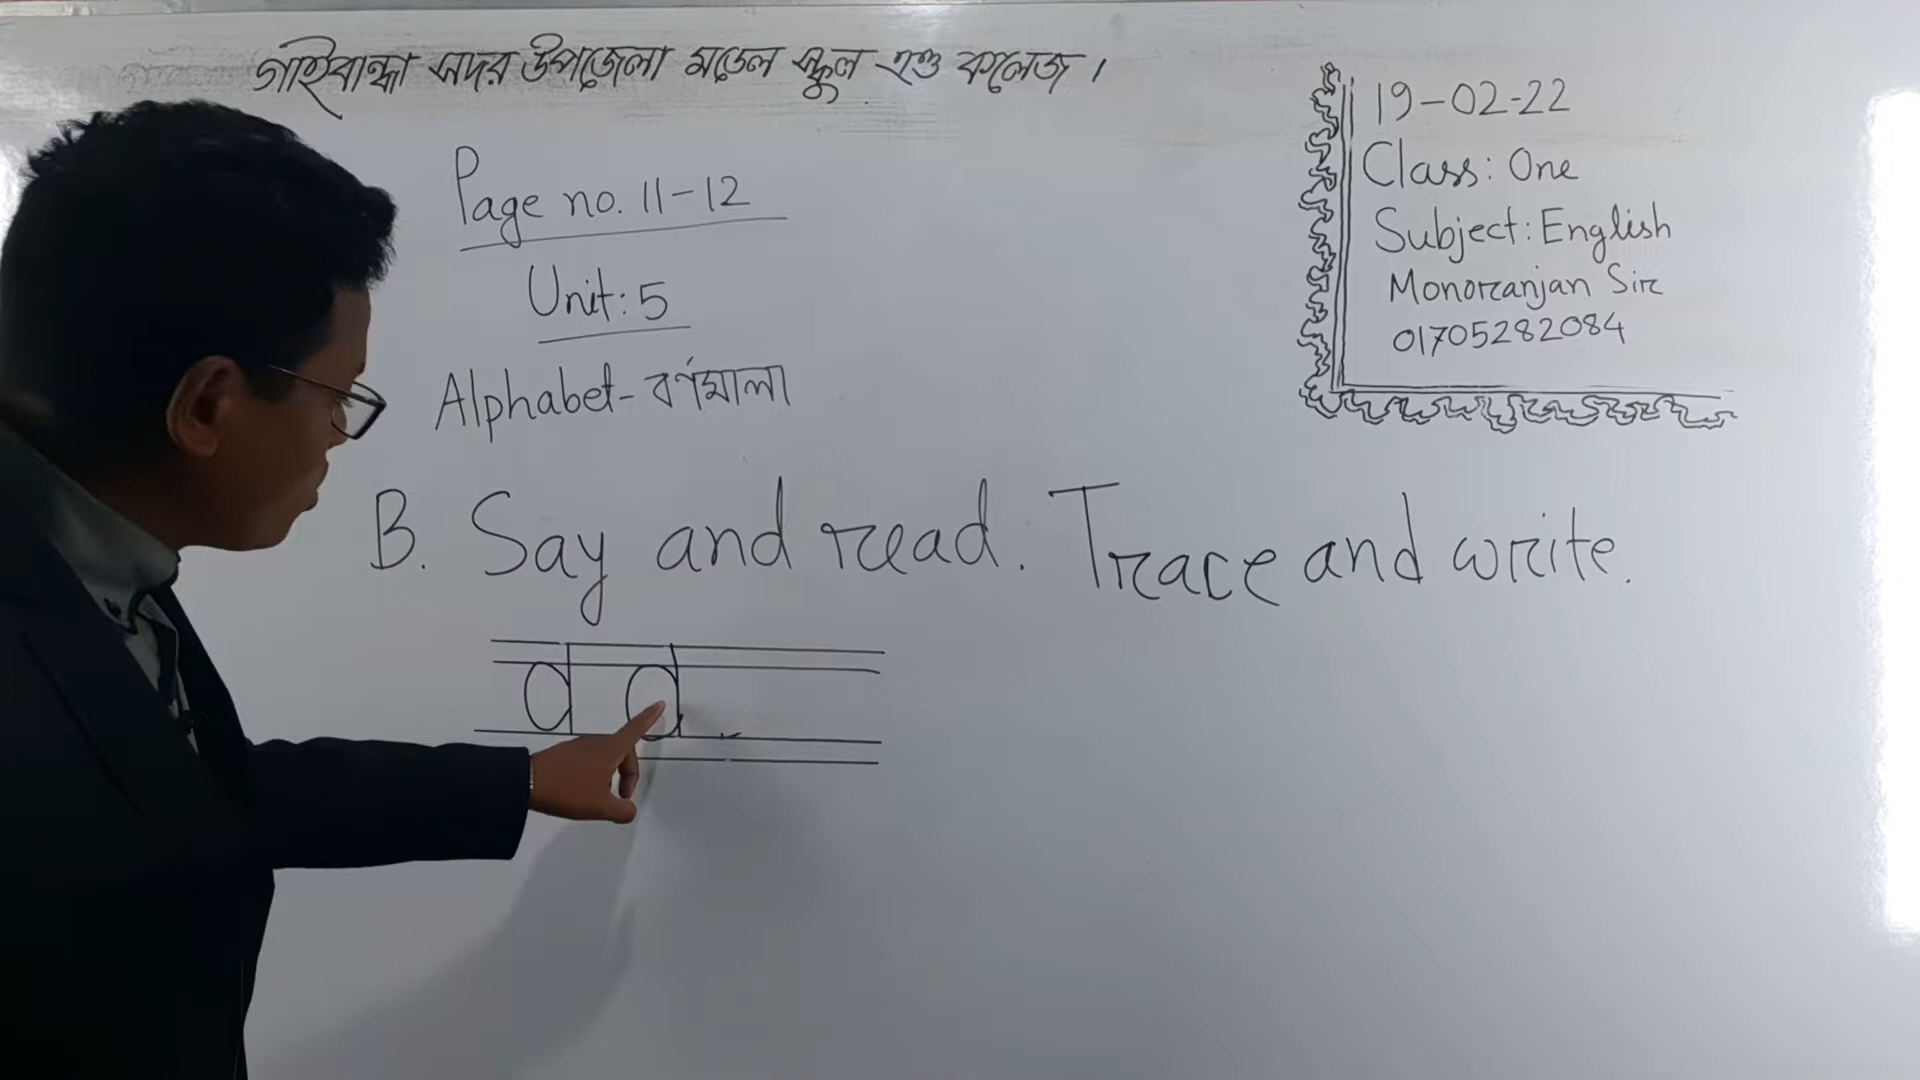 গাইবান্ধা সদর উপজেলা মডেল স্কুল এণ্ড কলেজ।
19-02-22
Class: One
Subject: English
Monoranjan Sir
01705282084
Page no. 11-12
Unit: 5
Alphabet- বর্ণমালা
B. Say and read. Trace and write.
d d